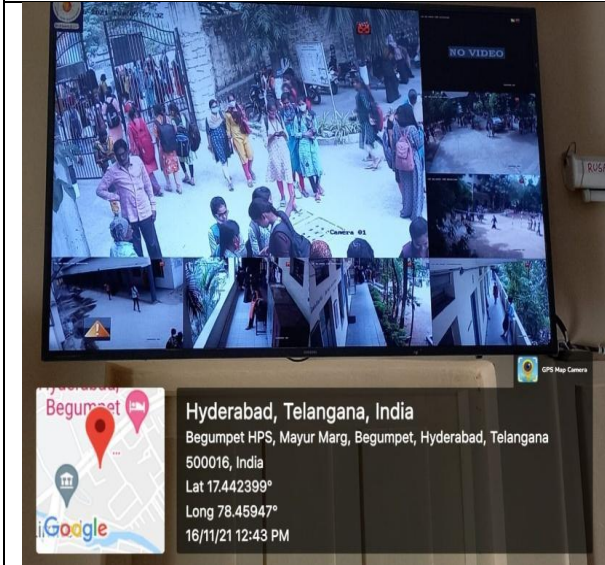 NO VIDEO
Camera 01
RUSA
GPS Map Camera
Begumpet
Google
Hyderabad, Telangana, India
Begumpet HPS, Mayur Marg, Begumpet, Hyderabad, Telangana
500016, India
Lat 17.442399°
Long 78.45947°
16/11/21 12:43 PM